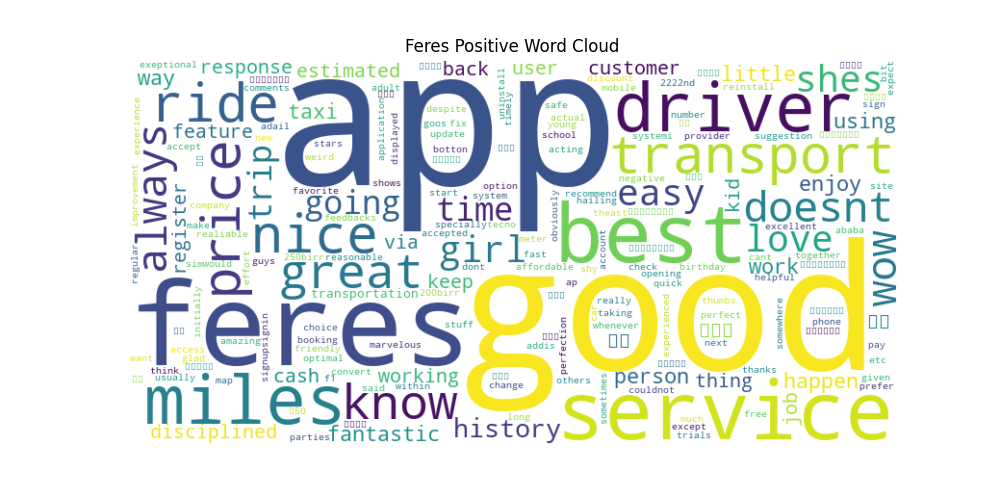 Feres Positive Word Cloud
exeptional
way
response
estimated
back
user
customer
little
shes
bit
expect
comments
adult
despite
uninstall
timely
safe
discount
mobile
2222nd
reinstall
ride
app
driver
using
sign
taxi
feature
adail
new
stars
application
displayed
goos
fix
update
botton
actual
young
school
acting
number
systemi
provider
suggestion
experience
accept
always
price
trip
weird
favorite
shows
start
option
system
transport
negative
enjoy
site
register
company
make
realiable
going
time
feedbacks
specially
tecno
accepted
hailing
recommend
theast
obviously
easy
kid
doesnt
excellent
ababa
improvement
regular
simwould
effort
guys
nice
via
girl
meter
dont
fast
best
account
love
cant
together
wow
250birr
reasonable
great
keep
affordable
shy
ap
check
opening
quick
birthday
work
helpful
transportation
200birr
feres
good
initially
signupsignin
choice
booking
stuff
marvelous
addis
perfection
really
taking
whenever
car
experienced
thumbs
perfect
next
somewhere
phone
pay
want
access
glad
amazing
friendly
optimal
think
usually
map
cash
convert
f1
said
working
within
change
others
couldnt
person
thing
thanks
happen
given
prefer
etc
miles
50
know
long
service
sometimes
much
except
trials
free
job
disciplined
parties
fantastic
history